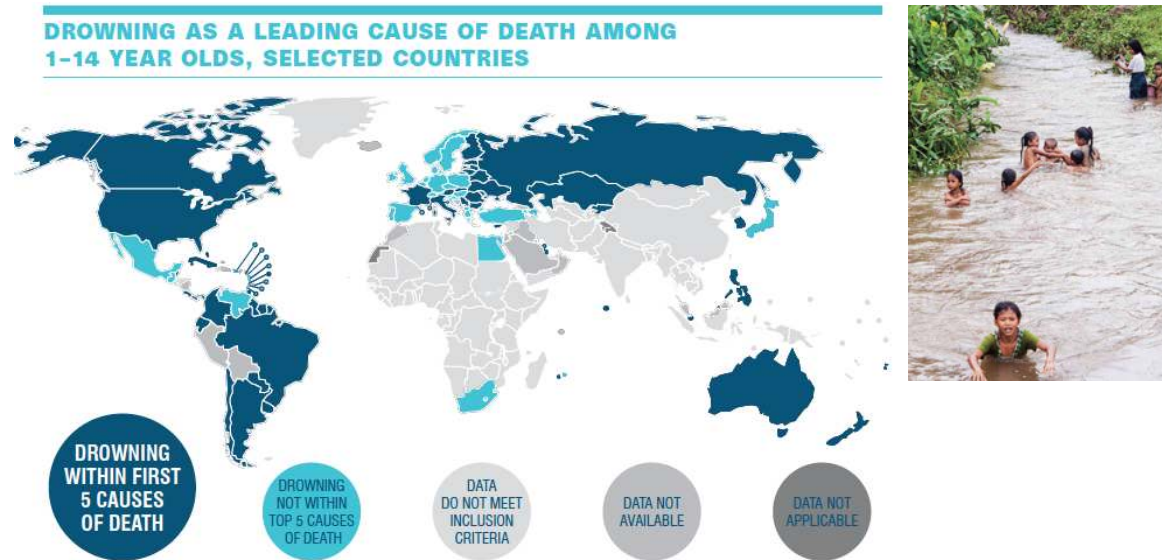 DROWNING AS A LEADING CAUSE OF DEATH AMONG
1–14 YEAR OLDS, SELECTED COUNTRIES
DROWNING
WITHIN FIRST
5 CAUSES
OF DEATH
DROWNING
NOT WITHIN
TOP 5 CAUSES
OF DEATH
DATA
DO NOT MEET
INCLUSION
CRITERIA
DATA NOT
AVAILABLE
DATA NOT
APPLICABLE